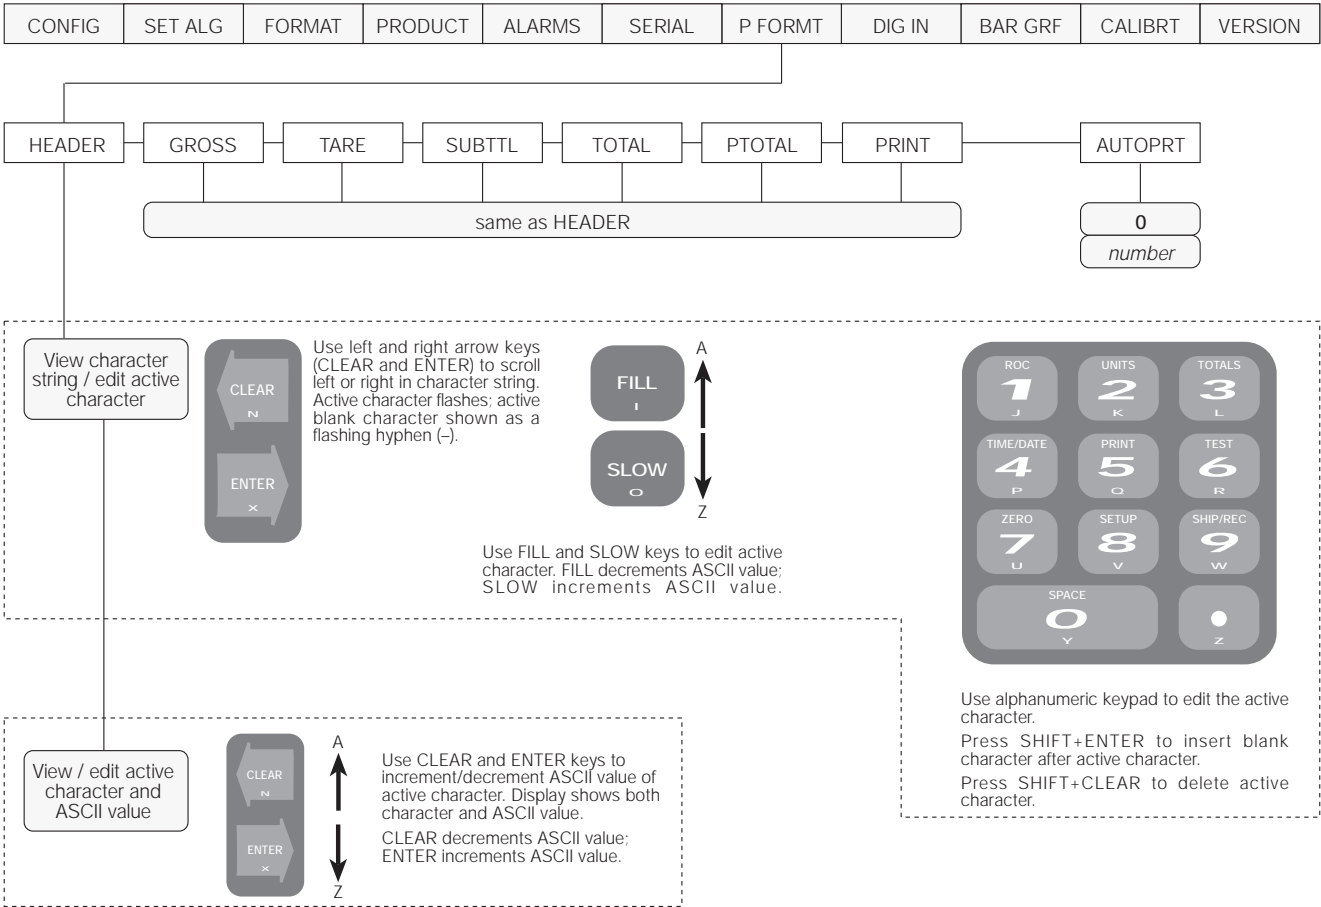 CONFIG SET ALG FORMAT PRODUCT ALARMS SERIAL P FORMT DIG IN BAR GRF CALIBRT VERSION
HEADER GROSS TARE SUBTTL TOTAL PTOTAL PRINT AUTOPRT
same as HEADER
0
number
View character
string / edit active
character
CLEAR
N
ENTER
X
Use left and right arrow keys
(CLEAR and ENTER) to scroll
left or right in character string.
Active character flashes; active
blank character shown as a
flashing hyphen (–).
FILL
I
SLOW
O
A
Z
Use FILL and SLOW keys to edit active
character. FILL decrements ASCII value;
SLOW increments ASCII value.
ROC UNITS TOTALS
1 2 3
J K L
TIME/DATE PRINT TEST
4 5 6
P Q R
ZERO SETUP SHIP/REC
7 8 9
U V W
SPACE
0 •
Y Z
Use alphanumeric keypad to edit the active
character.
Press SHIFT+ENTER to insert blank
character after active character.
Press SHIFT+CLEAR to delete active
character.
View / edit active
character and
ASCII value
CLEAR
N
ENTER
X
A
Z
Use CLEAR and ENTER keys to
increment/decrement ASCII value of
active character. Display shows both
character and ASCII value.
CLEAR decrements ASCII value;
ENTER increments ASCII value.